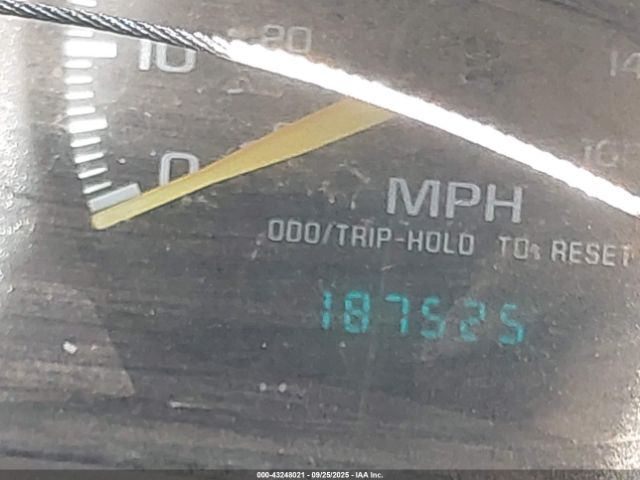 10 20
0
MPH
ODO/TRIP-HOLD TO RESET
187525
000-43248021 - 09/25/2025 - IAA Inc.